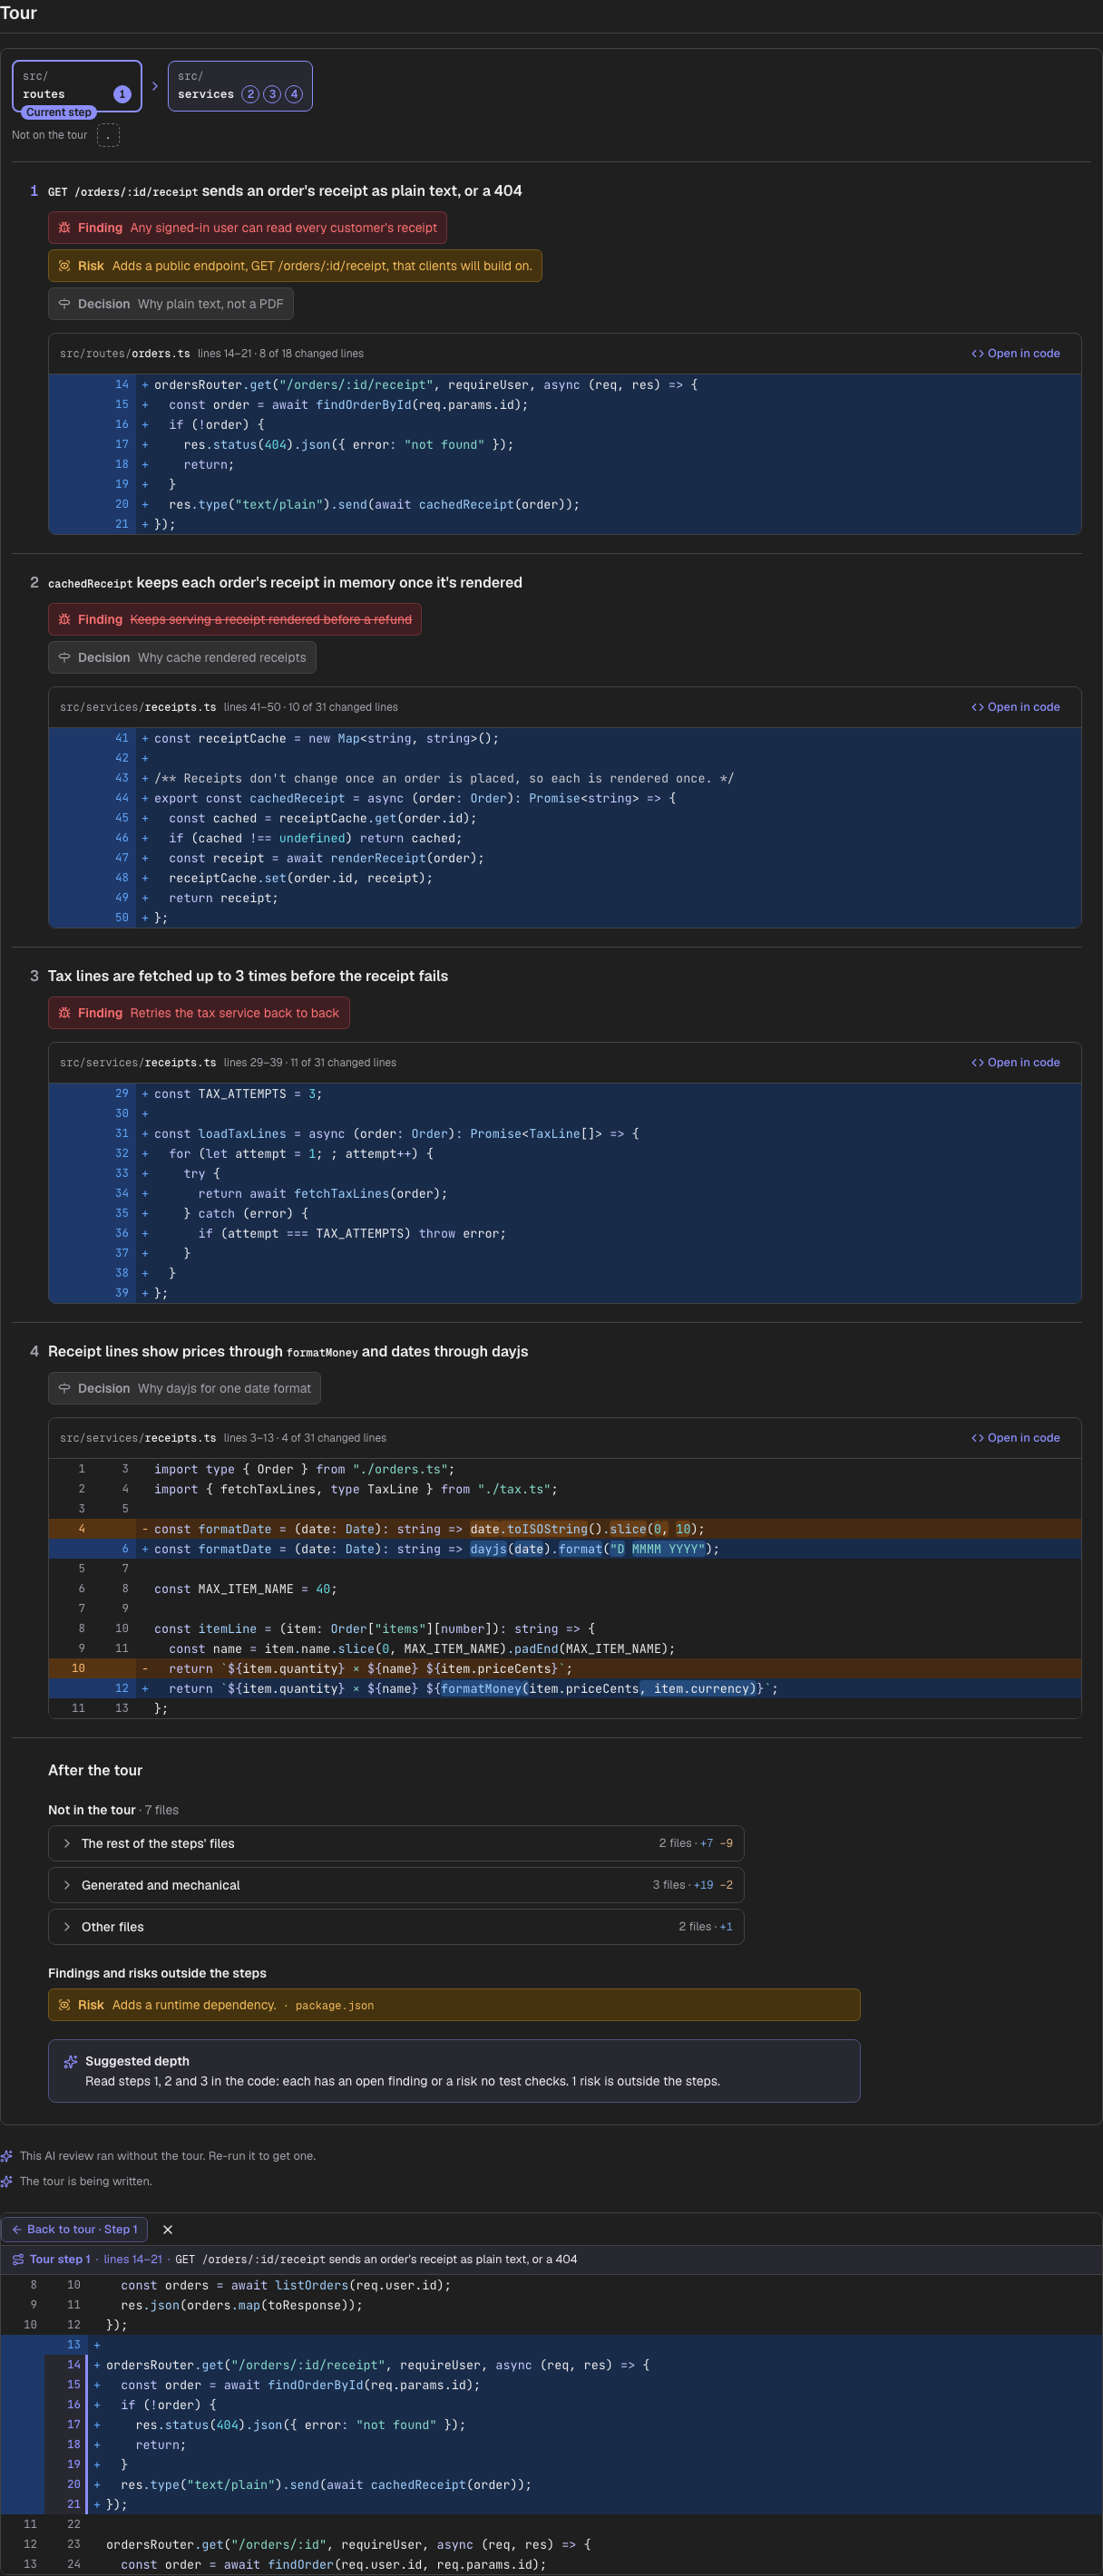 Tour
src/
routes 1
Current step
src/
services 2 3 4
Not on the tour .
1 GET /orders/:id/receipt sends an order's receipt as plain text, or a 404
Finding Any signed-in user can read every customer's receipt
Risk Adds a public endpoint, GET /orders/:id/receipt, that clients will build on.
Decision Why plain text, not a PDF
src/routes/orders.ts lines 14–21 · 8 of 18 changed lines Open in code
14 + ordersRouter.get("/orders/:id/receipt", requireUser, async (req, res) => {
15 + const order = await findOrderById(req.params.id);
16 + if (!order) {
17 + res.status(404).json({ error: "not found" });
18 + return;
19 + }
20 + res.type("text/plain").send(await cachedReceipt(order));
21 + });
2 cachedReceipt keeps each order's receipt in memory once it's rendered
Finding Keeps serving a receipt rendered before a refund
Decision Why cache rendered receipts
src/services/receipts.ts lines 41–50 · 10 of 31 changed lines Open in code
41 + const receiptCache = new Map<string, string>();
42 +
43 + /** Receipts don't change once an order is placed, so each is rendered once. */
44 + export const cachedReceipt = async (order: Order): Promise<string> => {
45 + const cached = receiptCache.get(order.id);
46 + if (cached !== undefined) return cached;
47 + const receipt = await renderReceipt(order);
48 + receiptCache.set(order.id, receipt);
49 + return receipt;
50 + };
3 Tax lines are fetched up to 3 times before the receipt fails
Finding Retries the tax service back to back
src/services/receipts.ts lines 29–39 · 11 of 31 changed lines Open in code
29 + const TAX_ATTEMPTS = 3;
30 +
31 + const loadTaxLines = async (order: Order): Promise<TaxLine[]> => {
32 + for (let attempt = 1; ; attempt++) {
33 + try {
34 + return await fetchTaxLines(order);
35 + } catch (error) {
36 + if (attempt === TAX_ATTEMPTS) throw error;
37 + }
38 + }
39 + };
4 Receipt lines show prices through formatMoney and dates through dayjs
Decision Why dayjs for one date format
src/services/receipts.ts lines 3–13 · 4 of 31 changed lines Open in code
1 3 import type { Order } from "./orders.ts";
2 4 import { fetchTaxLines, type TaxLine } from "./tax.ts";
3 5
4 - const formatDate = (date: Date): string => date.toISOString().slice(0, 10);
6 + const formatDate = (date: Date): string => dayjs(date).format("D MMMM YYYY");
5 7
6 8 const MAX_ITEM_NAME = 40;
7 9
8 10 const itemLine = (item: Order["items"][number]): string => {
9 11 const name = item.name.slice(0, MAX_ITEM_NAME).padEnd(MAX_ITEM_NAME);
10 - return `${item.quantity} × ${name} ${item.priceCents}`;
12 + return `${item.quantity} × ${name} ${formatMoney(item.priceCents, item.currency)}`;
11 13 };
After the tour
Not in the tour · 7 files
The rest of the steps' files 2 files · +7 −9
Generated and mechanical 3 files · +19 −2
Other files 2 files · +1
Findings and risks outside the steps
Risk Adds a runtime dependency. · package.json
Suggested depth
Read steps 1, 2 and 3 in the code: each has an open finding or a risk no test checks. 1 risk is outside the steps.
This AI review ran without the tour. Re-run it to get one.
The tour is being written.
Back to tour · Step 1
Tour step 1 · lines 14–21 · GET /orders/:id/receipt sends an order's receipt as plain text, or a 404
8 10 const orders = await listOrders(req.user.id);
9 11 res.json(orders.map(toResponse));
10 12 });
13 +
14 + ordersRouter.get("/orders/:id/receipt", requireUser, async (req, res) => {
15 + const order = await findOrderById(req.params.id);
16 + if (!order) {
17 + res.status(404).json({ error: "not found" });
18 + return;
19 + }
20 + res.type("text/plain").send(await cachedReceipt(order));
21 + });
11 22
12 23 ordersRouter.get("/orders/:id", requireUser, async (req, res) => {
13 24 const order = await findOrder(req.user.id, req.params.id);